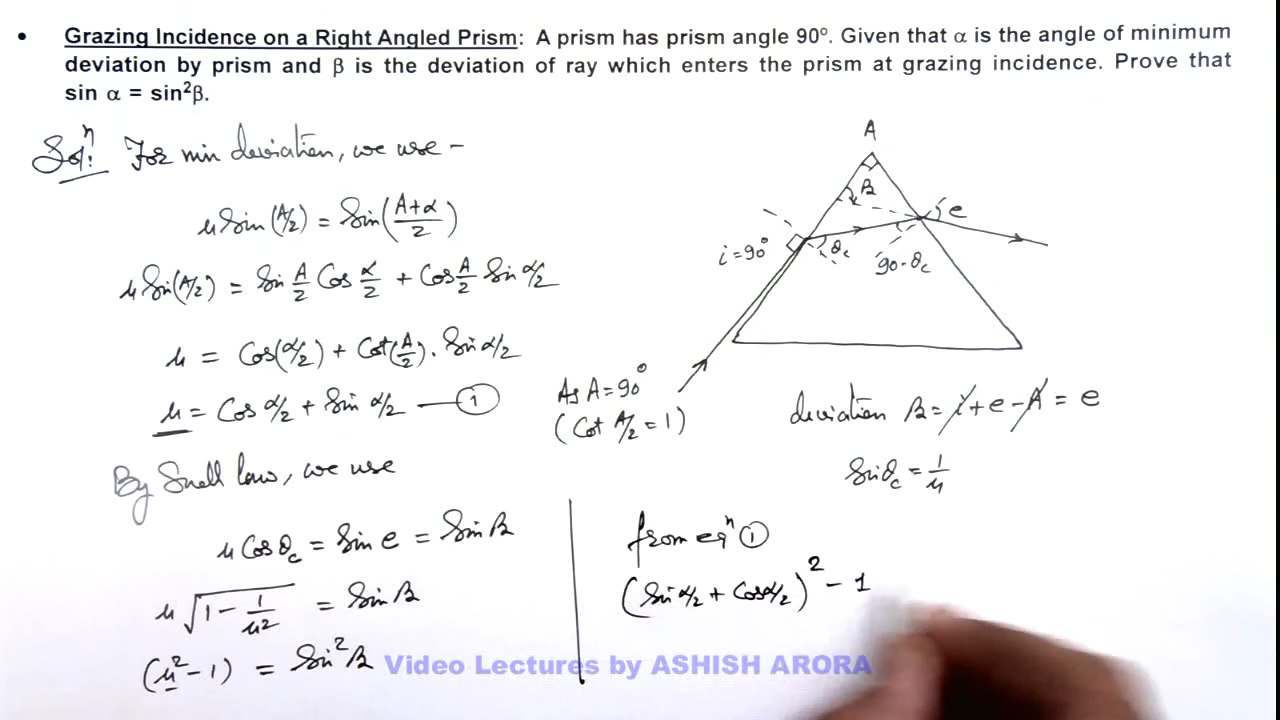 • Grazing Incidence on a Right Angled Prism: A prism has prism angle 90°. Given that α is the angle of minimum
deviation by prism and β is the deviation of ray which enters the prism at grazing incidence. Prove that
sin α = sin²β.
Solⁿ: For min deviation, we use –
μ Sin(A/2) = Sin((A+α)/2)
μ Sin(A/2) = Sin A/2 Cos α/2 + Cos A/2 Sin α/2
μ = Cos(α/2) + Cot(A/2) . Sin α/2
μ = Cos α/2 + Sin α/2 — ①
As A = 90°
(Cot A/2 = 1)
By Snell law, we use
μ Cos θc = Sin e = Sin β
μ √(1 – 1/μ²) = Sin β
(μ² – 1) = Sin² β
A
β
e
i = 90°
θc
90-θc
deviation β = i + e – A = e
Sin θc = 1/μ
from eqⁿ ①
(Sin α/2 + Cos α/2)² – 1
Video Lectures by ASHISH ARORA